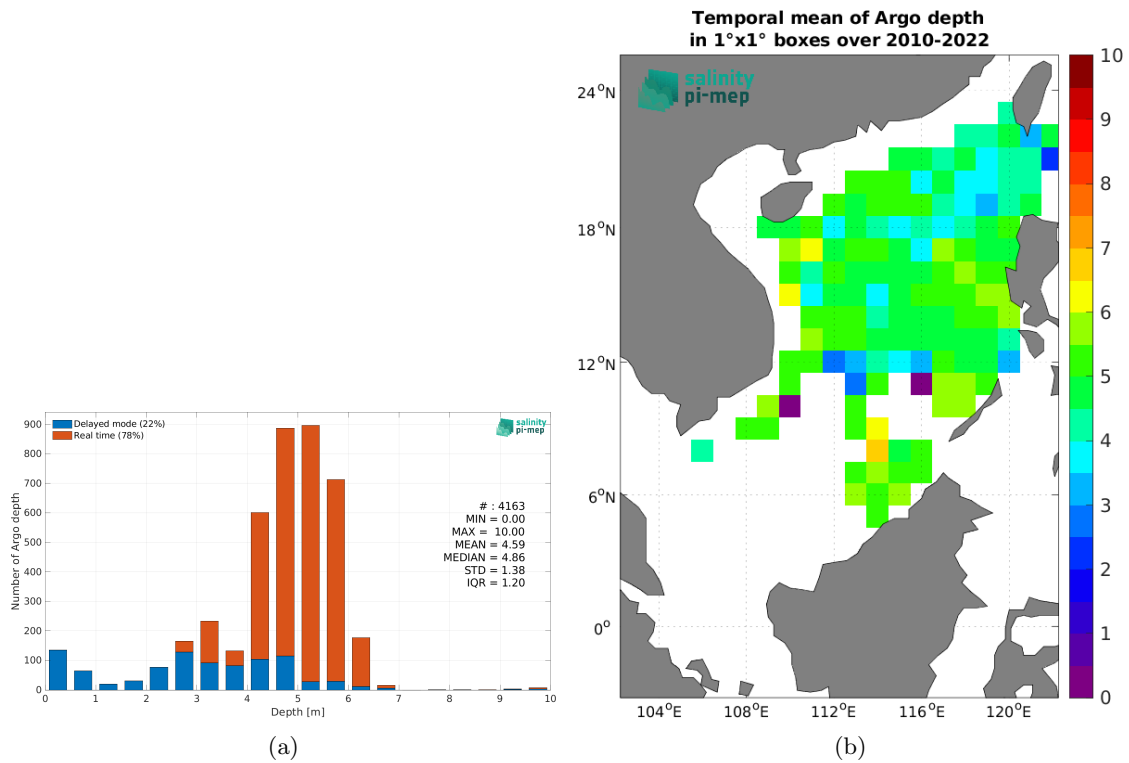 Temporal mean of Argo depth
in 1°x1° boxes over 2010-2022
salinity
pi-mep
24°N
18°N
12°N
6°N
0°
104°E
108°E
112°E
116°E
120°E
10
9
8
7
6
5
4
3
2
1
0
Delayed mode (22%)
Real time (78%)
salinity
pi-mep
# : 4163
MIN = 0.00
MAX = 10.00
MEAN = 4.59
MEDIAN = 4.86
STD = 1.38
IQR = 1.20
Number of Argo depth
900
800
700
600
500
400
300
200
100
0
0 1 2 3 4 5 6 7 8 9 10
Depth [m]
(a)
(b)